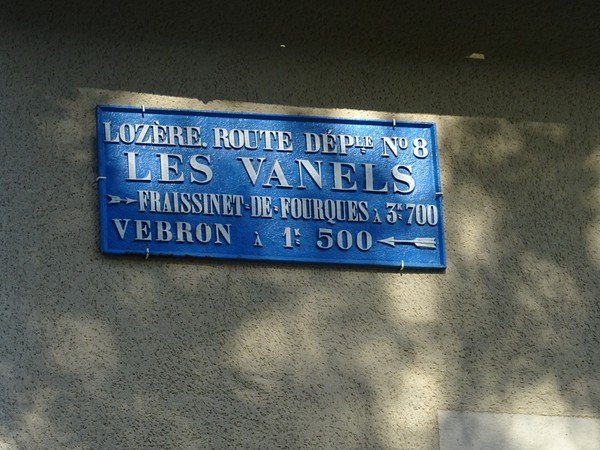 LOZÈRE. ROUTE DÉPLE No 8
LES VANELS
FRAISSINET-DE-FOURQUES À 3K 700
VEBRON À 1K 500